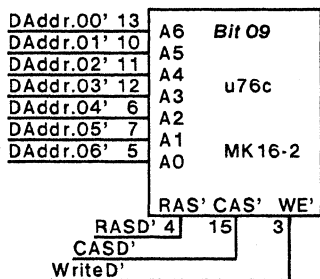 DAddr.00' 13 A6 Bit 09
DAddr.01' 10 A5
DAddr.02' 11 A4 u76c
DAddr.03' 12 A3
DAddr.04' 6 A2
DAddr.05' 7 A1 MK16-2
DAddr.06' 5 A0
RAS' CAS' WE'
RASD' 4 15 3
CASD'
WriteD'